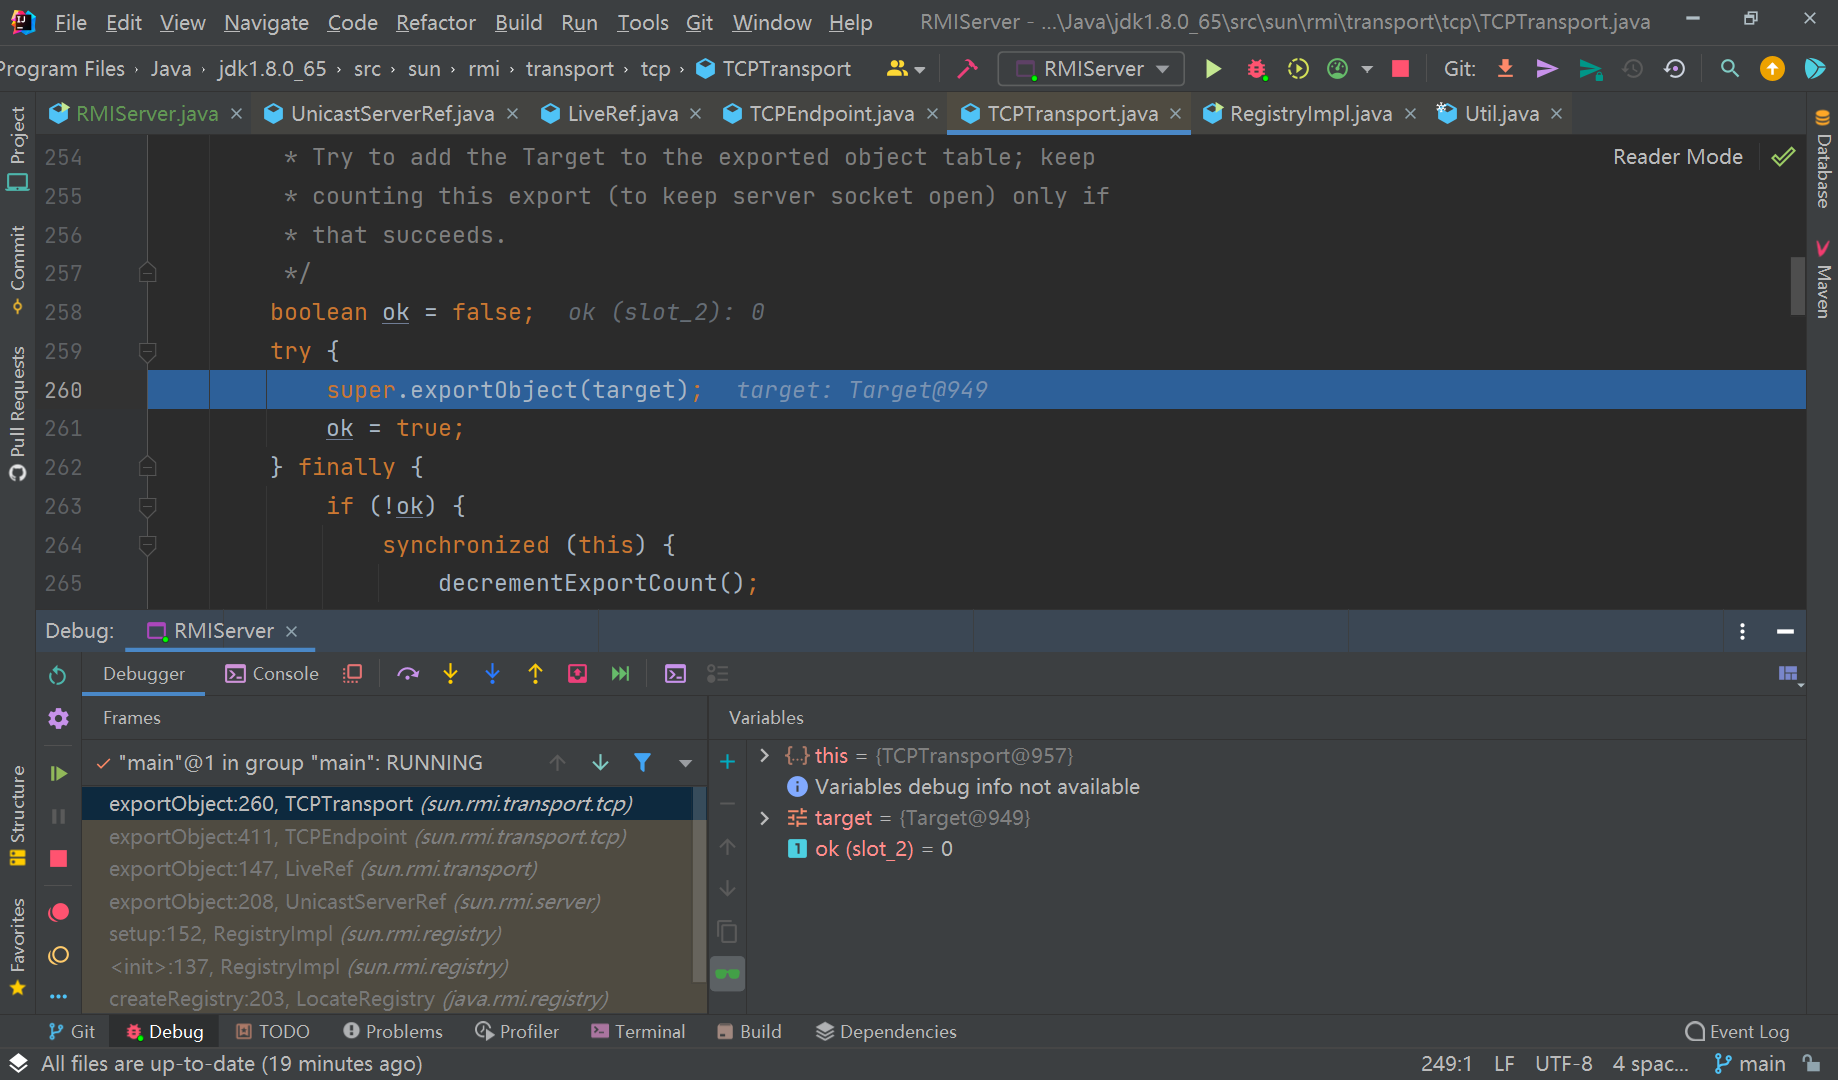 File Edit View Navigate Code Refactor Build Run Tools Git Window Help RMIServer - ...\Java\jdk1.8.0_65\src\sun\rmi\transport\tcp\TCPTransport.java
Program Files › Java › jdk1.8.0_65 › src › sun › rmi › transport › tcp › TCPTransport RMIServer Git:
RMIServer.java UnicastServerRef.java LiveRef.java TCPEndpoint.java TCPTransport.java RegistryImpl.java Util.java
Reader Mode
254 * Try to add the Target to the exported object table; keep
255 * counting this export (to keep server socket open) only if
256 * that succeeds.
257 */
258 boolean ok = false; ok (slot_2): 0
259 try {
260 super.exportObject(target); target: Target@949
261 ok = true;
262 } finally {
263 if (!ok) {
264 synchronized (this) {
265 decrementExportCount();
Project
Commit
Pull Requests
Structure
Favorites
Database
Maven
Debug: RMIServer
Debugger Console
Frames
"main"@1 in group "main": RUNNING
exportObject:260, TCPTransport (sun.rmi.transport.tcp)
exportObject:411, TCPEndpoint (sun.rmi.transport.tcp)
exportObject:147, LiveRef (sun.rmi.transport)
exportObject:208, UnicastServerRef (sun.rmi.server)
setup:152, RegistryImpl (sun.rmi.registry)
<init>:137, RegistryImpl (sun.rmi.registry)
createRegistry:203, LocateRegistry (java.rmi.registry)
Variables
this = {TCPTransport@957}
Variables debug info not available
target = {Target@949}
ok (slot_2) = 0
Git Debug TODO Problems Profiler Terminal Build Dependencies Event Log
All files are up-to-date (19 minutes ago) 249:1 LF UTF-8 4 spac... main